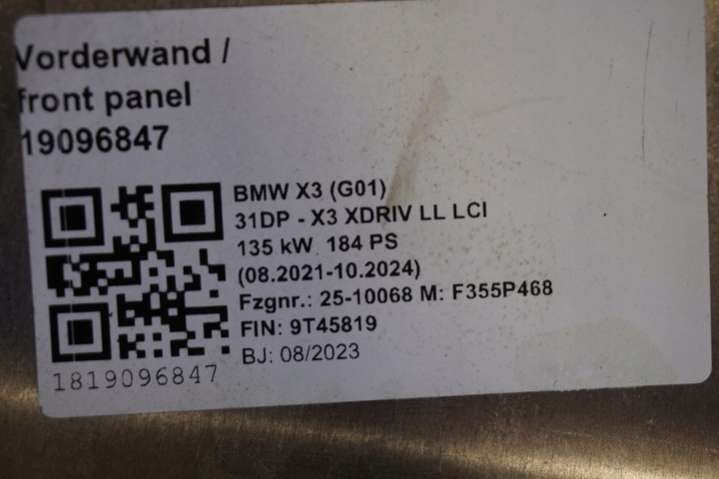 Vorderwand /
front panel
19096847
BMW X3 (G01)
31DP - X3 XDRIV LL LCI
135 kW 184 PS
(08.2021-10.2024)
Fzgnr.: 25-10068 M: F355P468
FIN: 9T45819
BJ: 08/2023
1819096847